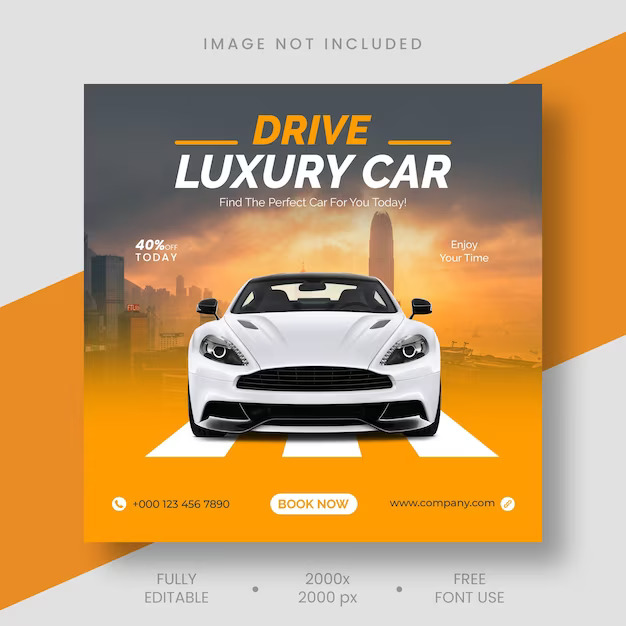 IMAGE NOT INCLUDED
DRIVE
LUXURY CAR
Find The Perfect Car For You Today!
40%OFF
TODAY
Enjoy
Your Time
+000 123 456 7890
BOOK NOW
www.company.com
FULLY
EDITABLE
2000x
2000 px
FREE
FONT USE